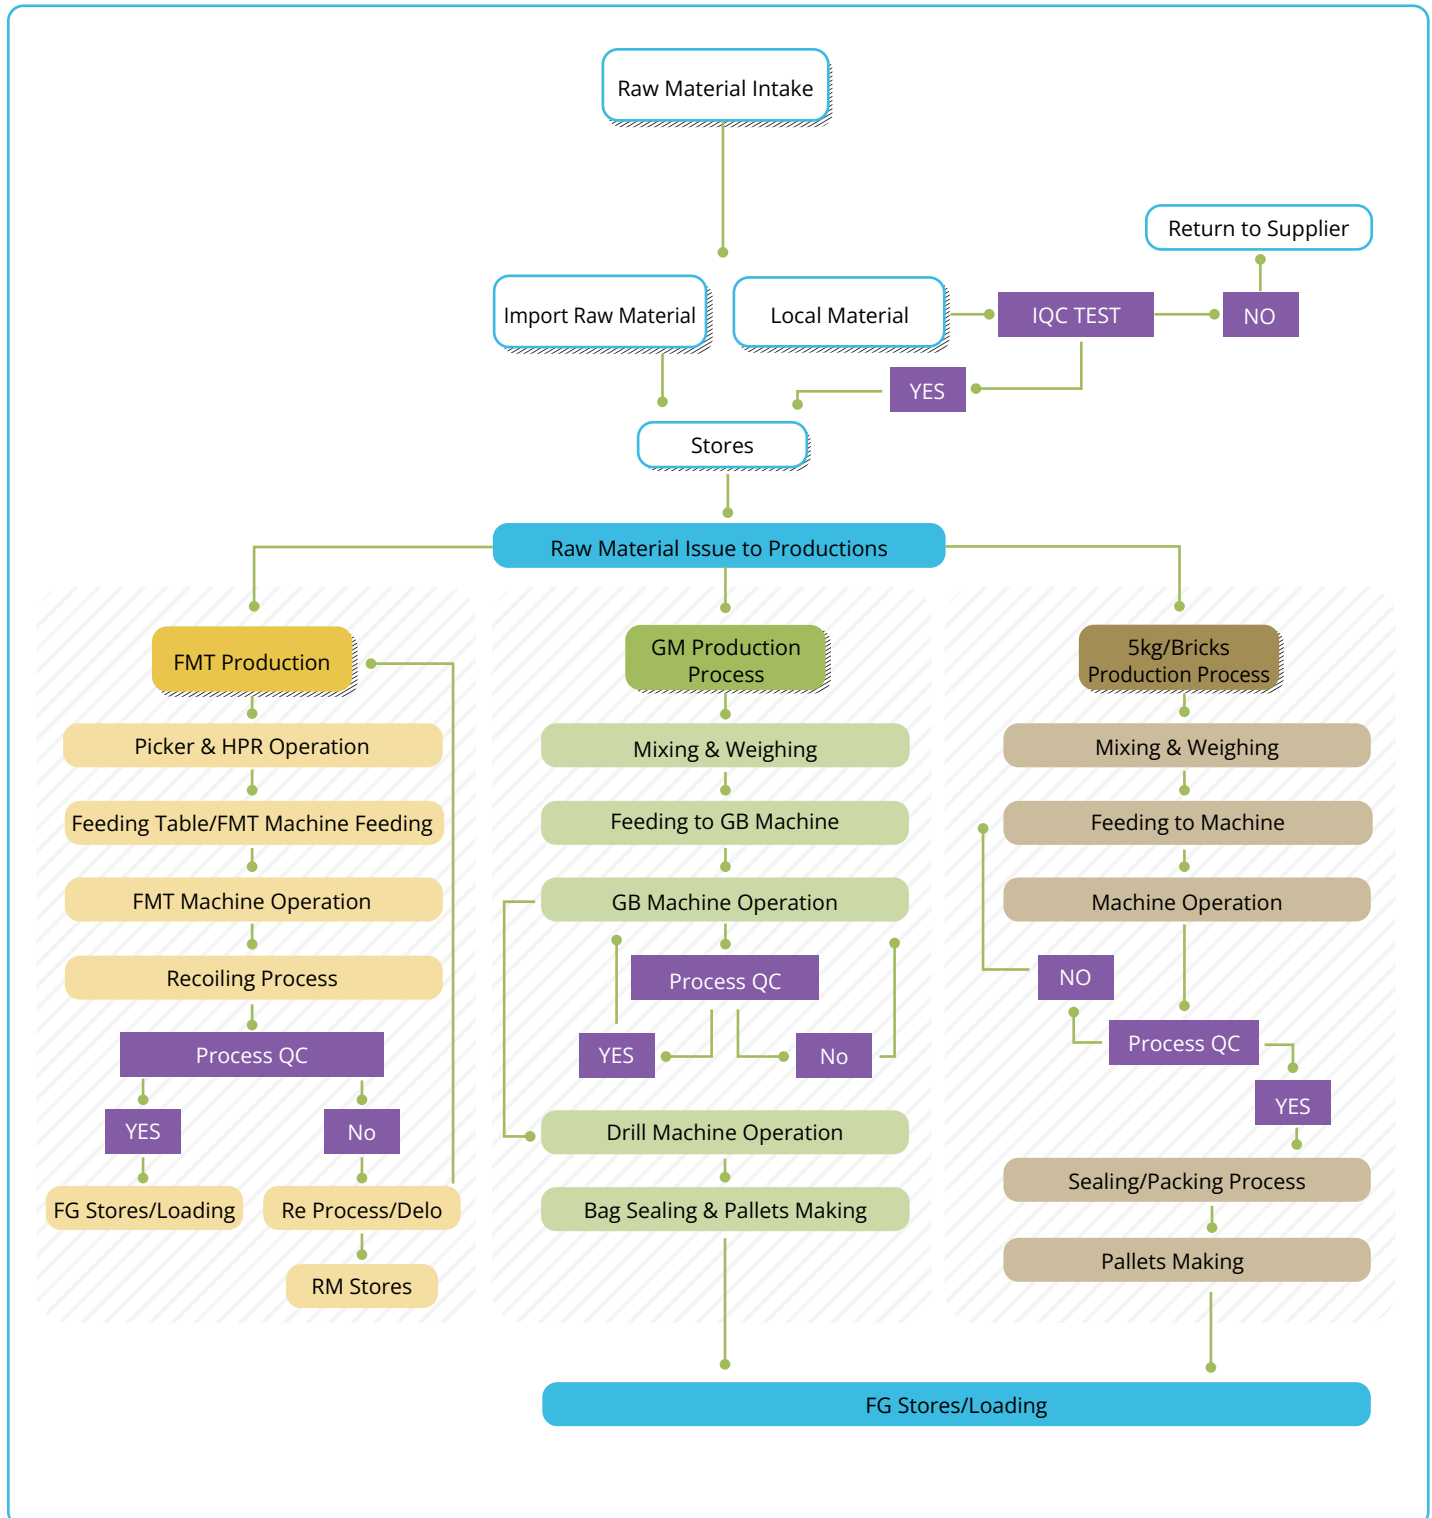 Raw Material Intake
Return to Supplier
Import Raw Material
Local Material
IQC TEST
NO
YES
Stores
Raw Material Issue to Productions
FMT Production
Picker & HPR Operation
Feeding Table/FMT Machine Feeding
FMT Machine Operation
Recoiling Process
Process QC
YES
No
FG Stores/Loading
Re Process/Delo
RM Stores
GM Production
Process
Mixing & Weighing
Feeding to GB Machine
GB Machine Operation
Process QC
YES
No
Drill Machine Operation
Bag Sealing & Pallets Making
5kg/Bricks
Production Process
Mixing & Weighing
Feeding to Machine
Machine Operation
NO
Process QC
YES
Sealing/Packing Process
Pallets Making
FG Stores/Loading